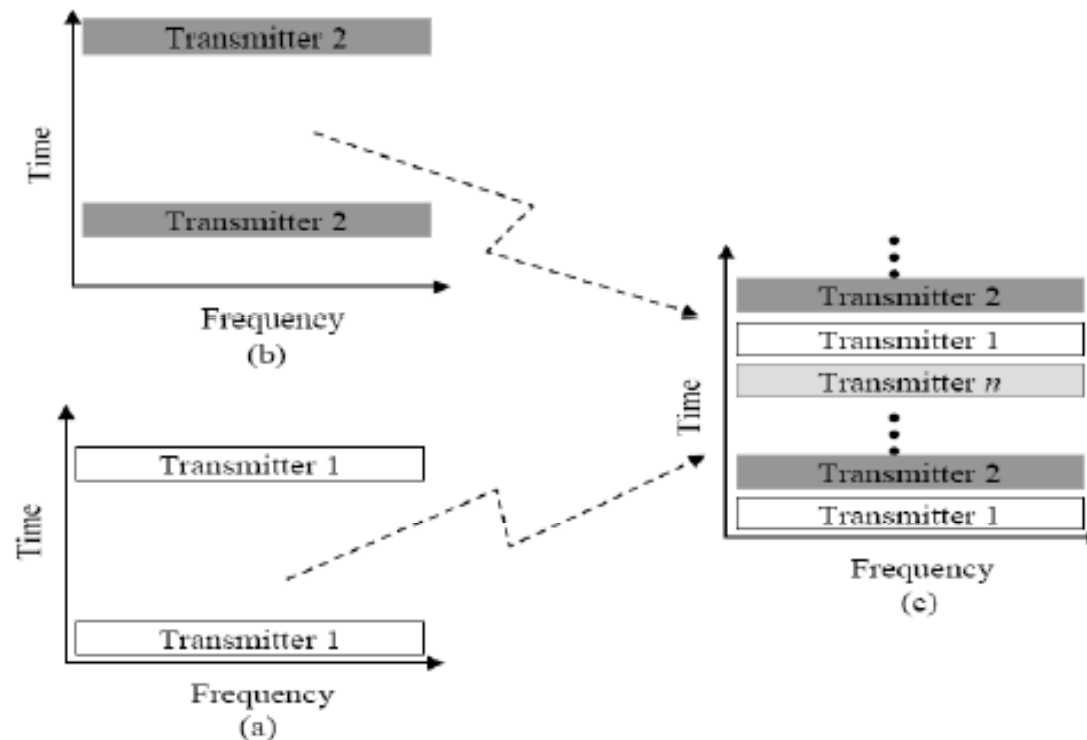 Transmitter 2
Time
Transmitter 2
Frequency
(b)
Transmitter 1
Time
Transmitter 1
Frequency
(a)
Transmitter 2
Transmitter 1
Transmitter n
Time
Transmitter 2
Transmitter 1
Frequency
(c)